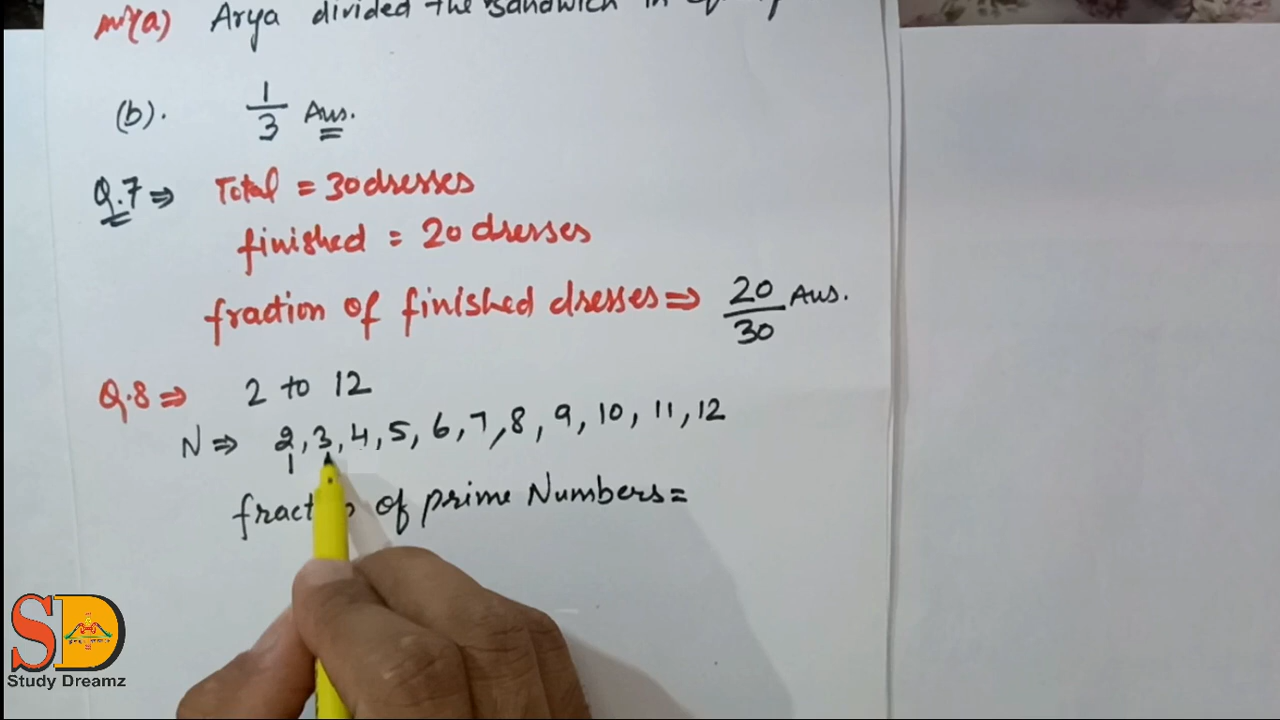 (a) Arya divided the sandwich in
(b). 1/3 Ans.
Q.7 ⇒ Total = 30 dresses
finished = 20 dresses
fraction of finished dresses ⇒ 20/30 Ans.
Q.8 ⇒ 2 to 12
N ⇒ 2, 3, 4, 5, 6, 7, 8, 9, 10, 11, 12
of prime Numbers =
SD
Study Dreamz